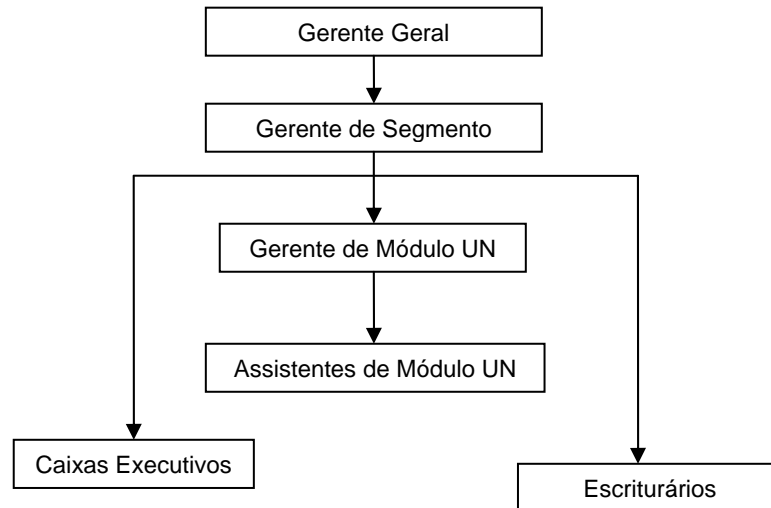 Gerente Geral
Gerente de Segmento
Gerente de Módulo UN
Assistentes de Módulo UN
Caixas Executivos
Escriturários